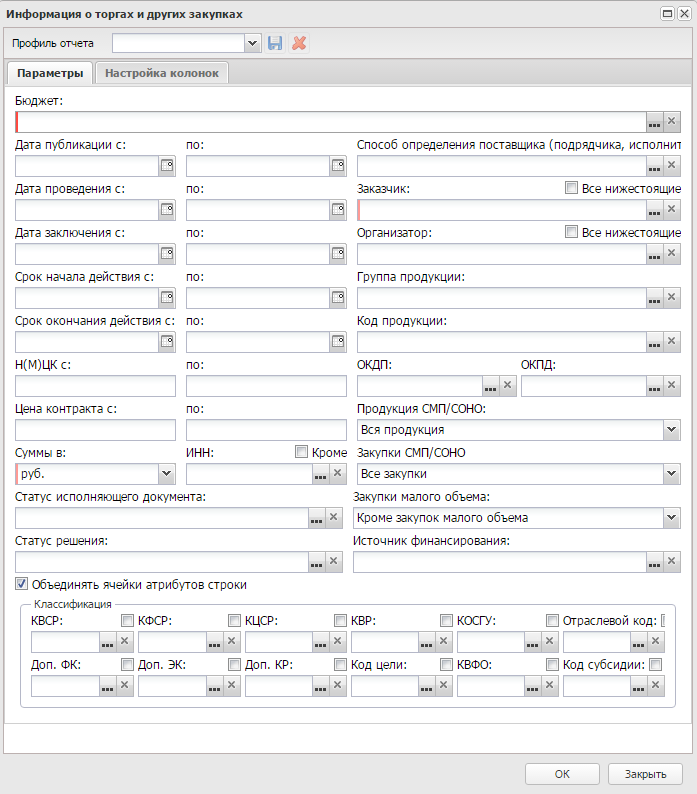 Информация о торгах и других закупках
Профиль отчета
Параметры Настройка колонок
Бюджет:
Дата публикации с: по: Способ определения поставщика (подрядчика, исполнит
Дата проведения с: по: Заказчик: Все нижестоящие
Дата заключения с: по: Организатор: Все нижестоящие
Срок начала действия с: по: Группа продукции:
Срок окончания действия с: по: Код продукции:
Н(М)ЦК с: по: ОКДП: ОКПД:
Цена контракта с: по: Продукция СМП/СОНО:
Вся продукция
Суммы в: ИНН: Кроме Закупки СМП/СОНО
руб. Все закупки
Статус исполняющего документа: Закупки малого объема:
Кроме закупок малого объема
Статус решения: Источник финансирования:
Объединять ячейки атрибутов строки
Классификация
КВСР: КФСР: КЦСР: КВР: КОСГУ: Отраслевой код:
Доп. ФК: Доп. ЭК: Доп. КР: Код цели: КВФО: Код субсидии:
ОК Закрыть